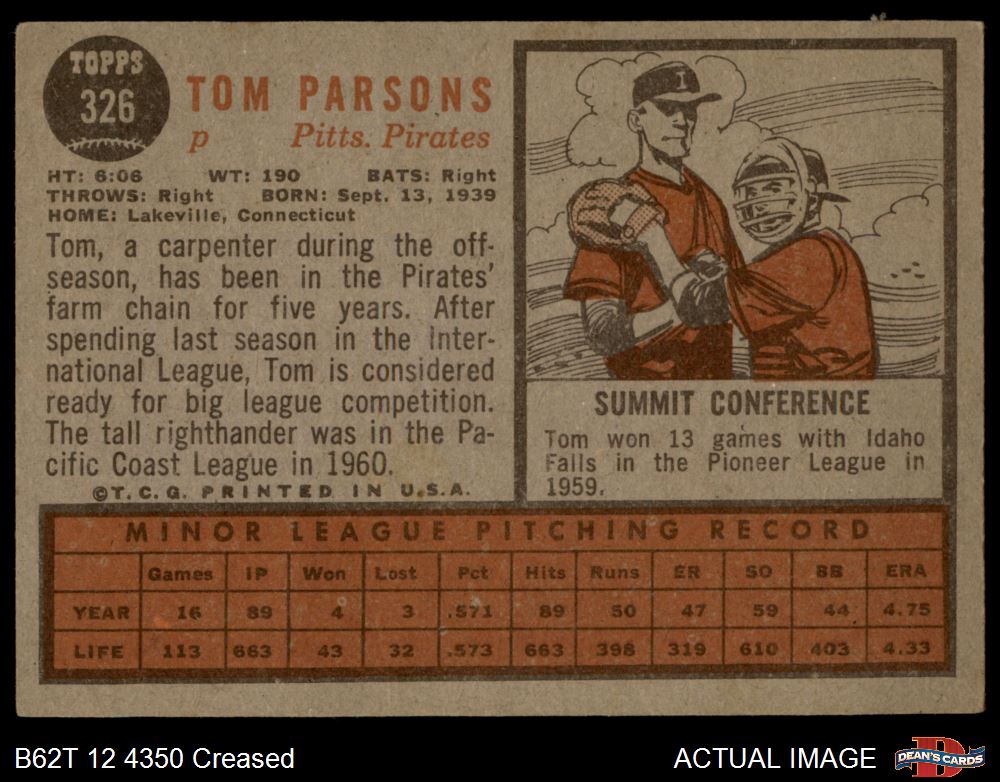 TOPPS
326
TOM PARSONS
p Pitts. Pirates
HT: 6:06 WT: 190 BATS: Right
THROWS: Right BORN: Sept. 13, 1939
HOME: Lakeville, Connecticut
Tom, a carpenter during the off-
season, has been in the Pirates'
farm chain for five years. After
spending last season in the Inter-
national League, Tom is considered
ready for big league competition.
The tall righthander was in the Pa-
cific Coast League in 1960.
©T.C.G. PRINTED IN U.S.A.
I
SUMMIT CONFERENCE
Tom won 13 games with Idaho
Falls in the Pioneer League in
1959.
MINOR LEAGUE PITCHING RECORD
Games IP Won Lost Pct Hits Runs ER SO BB ERA
YEAR 16 89 4 3 .571 89 50 47 59 44 4.75
LIFE 113 663 43 32 .573 663 398 319 610 403 4.33
B62T 12 4350 Creased
ACTUAL IMAGE
D
DEAN'S CARDS